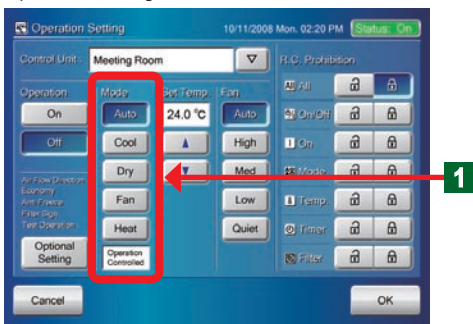 Operation Setting
10/11/2008 Mon. 02:20 PM
Status: On
Control Unit:
Meeting Room
R.C. Prohibition
Operation
Mode
Set Temp.
Fan
All All
On
Auto
24.0 °C
Auto
On/Off
Off
Cool
High
1 On
Dry
Med
Mode
1
Air Flow Direction
Economy
Anti Freeze
Filter Sign
Test Operation
Fan
Low
Temp.
Heat
Quiet
Timer
Optional
Setting
Operation
Controlled
Filter
Cancel
OK